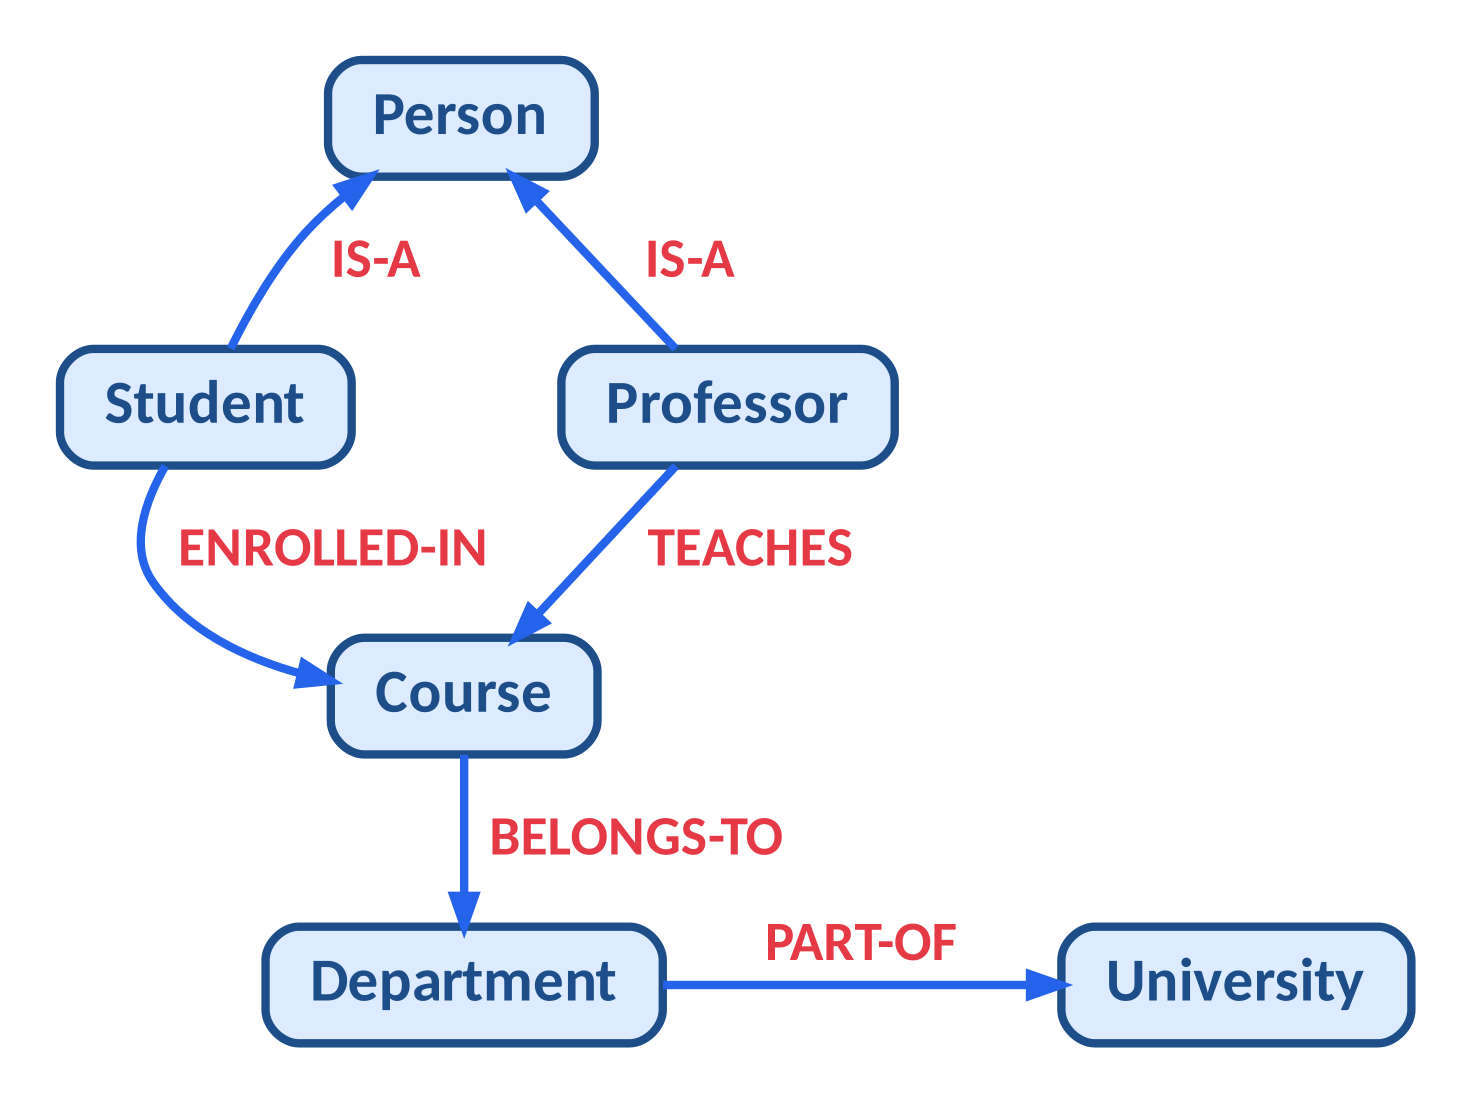 Person
IS-A
IS-A
Student
Professor
ENROLLED-IN
TEACHES
Course
BELONGS-TO
PART-OF
Department
University